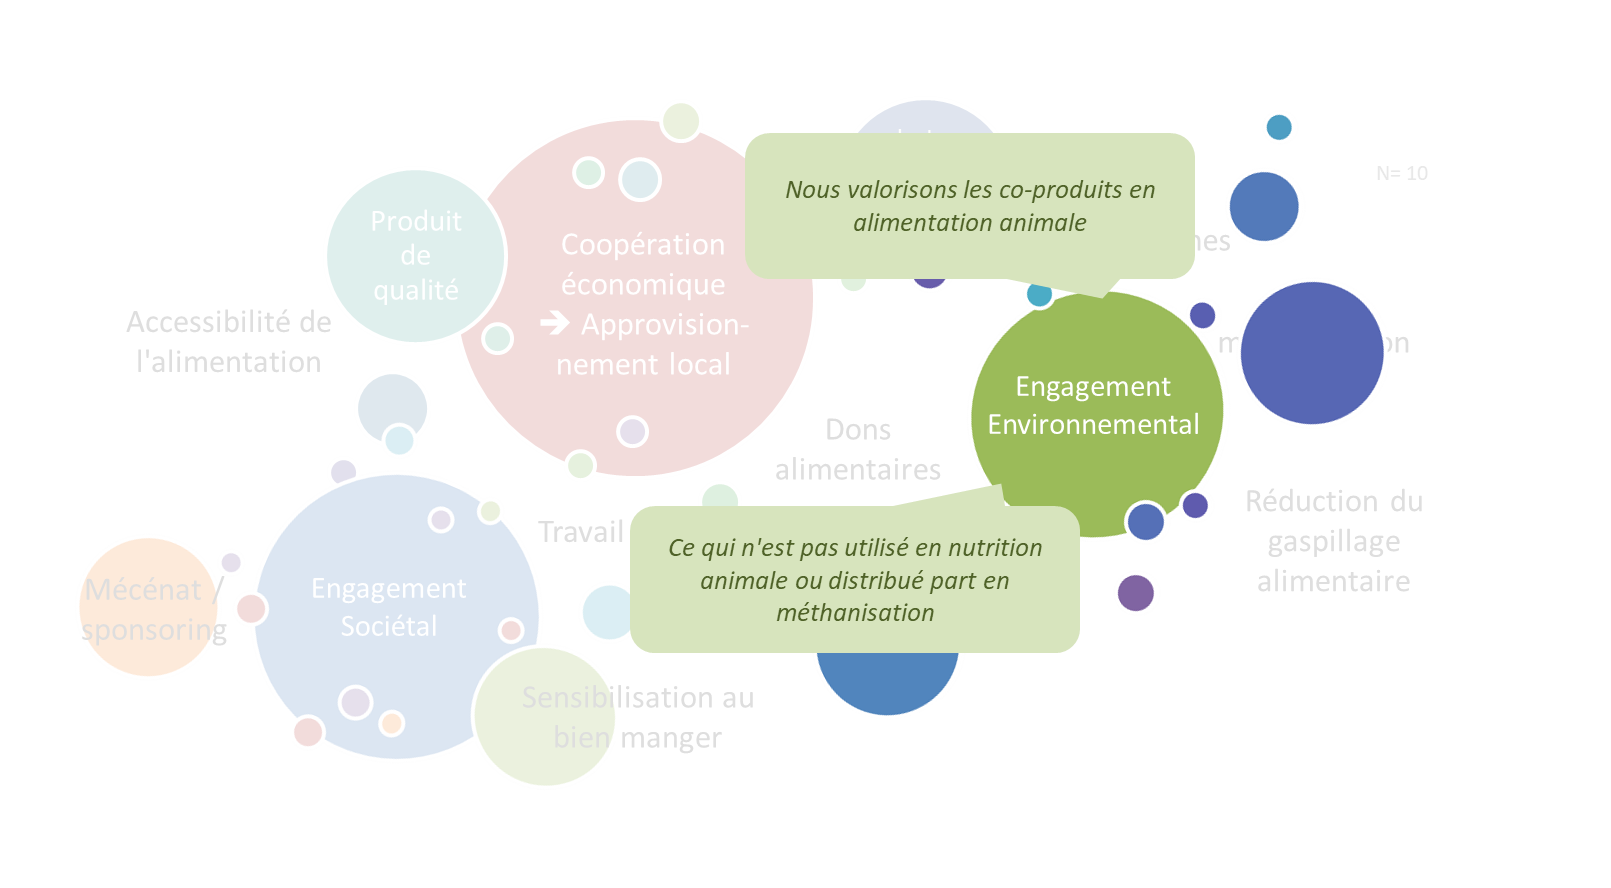 N= 10
Nous valorisons les co-produits en
alimentation animale
Produit
de
qualité
Coopération
économique
➔ Approvision-
nement local
Accessibilité de
l'alimentation
Engagement
Environnemental
Dons
alimentaires
Réduction du
gaspillage
alimentaire
Travail
Ce qui n'est pas utilisé en nutrition
animale ou distribué part en
méthanisation
Mécénat /
sponsoring
Engagement
Sociétal
Sensibilisation au
bien manger